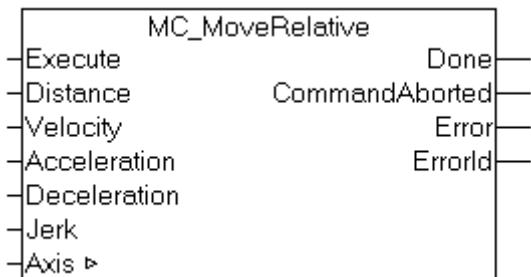 MC_MoveRelative
Execute Done
Distance CommandAborted
Velocity Error
Acceleration ErrorId
Deceleration
Jerk
Axis